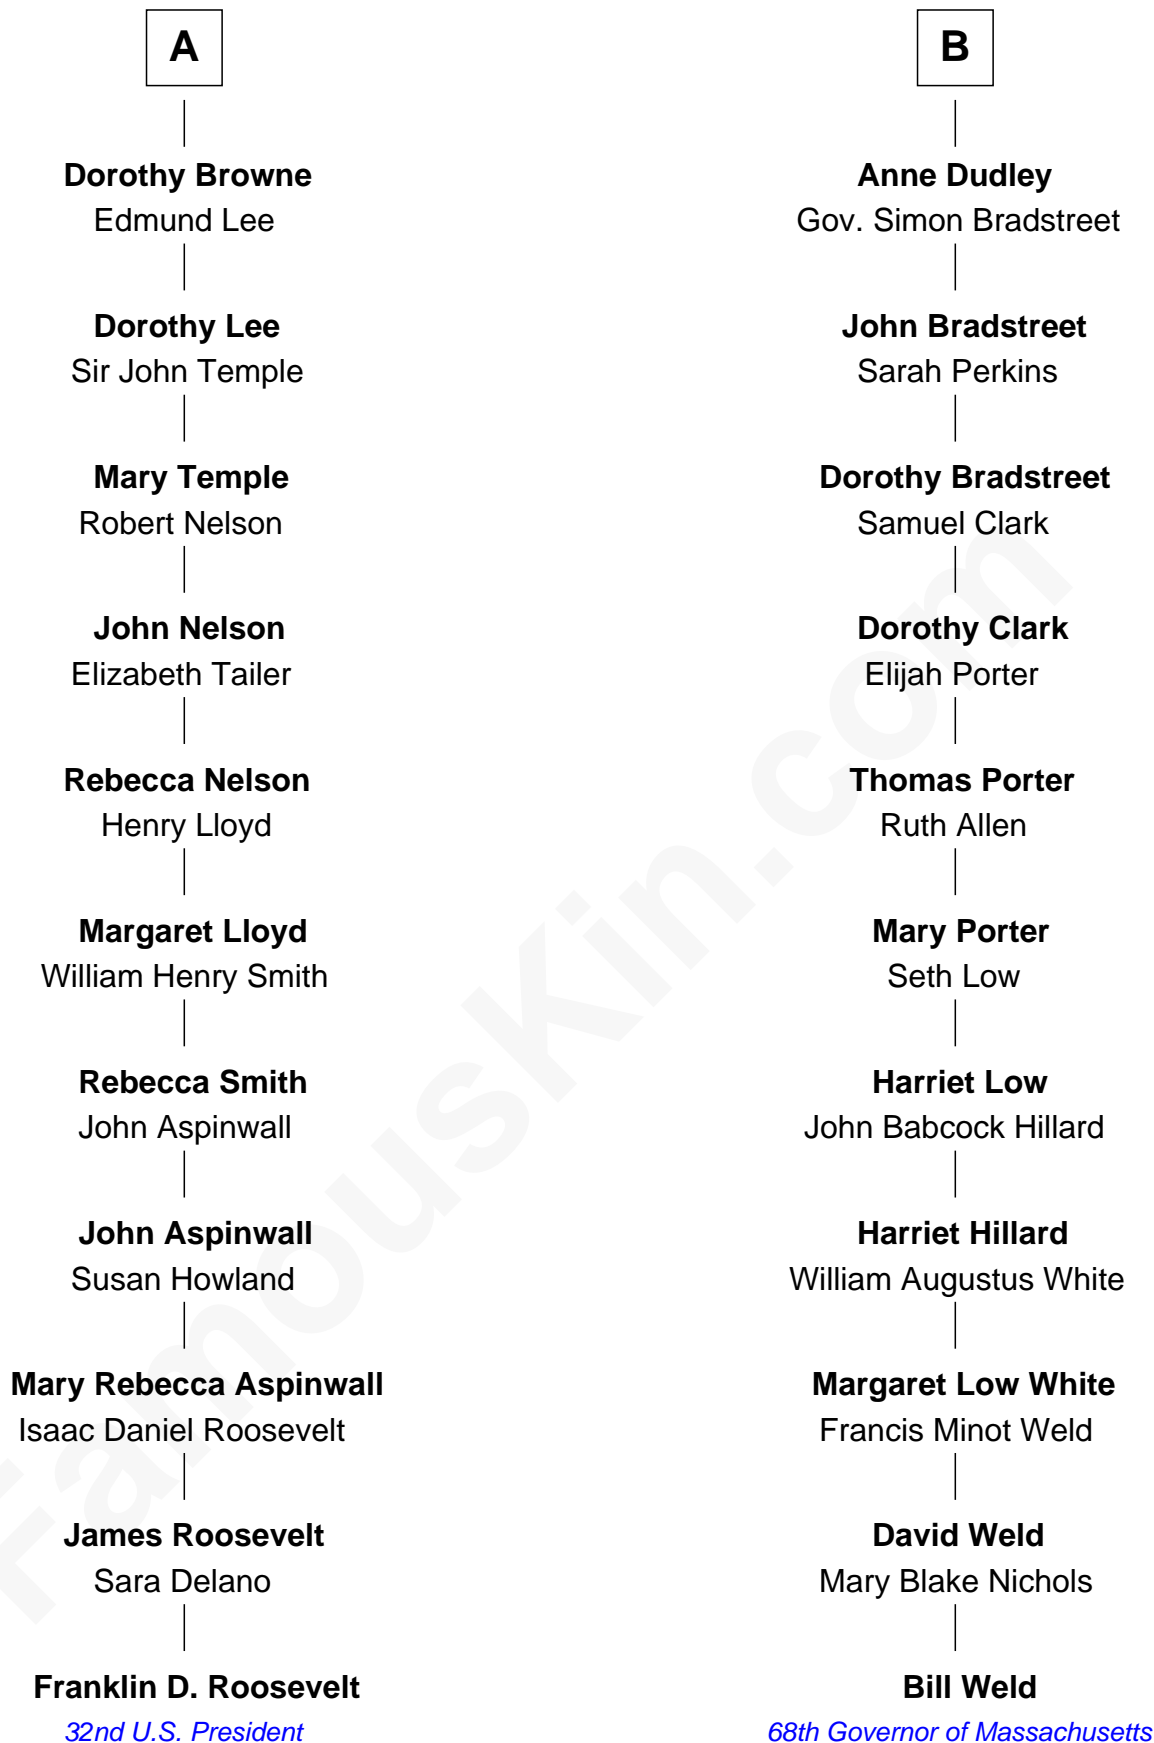 A
Dorothy Browne
Edmund Lee
Dorothy Lee
Sir John Temple
Mary Temple
Robert Nelson
John Nelson
Elizabeth Tailer
Rebecca Nelson
Henry Lloyd
Margaret Lloyd
William Henry Smith
Rebecca Smith
John Aspinwall
John Aspinwall
Susan Howland
Mary Rebecca Aspinwall
Isaac Daniel Roosevelt
James Roosevelt
Sara Delano
Franklin D. Roosevelt
32nd U.S. President
B
Anne Dudley
Gov. Simon Bradstreet
John Bradstreet
Sarah Perkins
Dorothy Bradstreet
Samuel Clark
Dorothy Clark
Elijah Porter
Thomas Porter
Ruth Allen
Mary Porter
Seth Low
Harriet Low
John Babcock Hillard
Harriet Hillard
William Augustus White
Margaret Low White
Francis Minot Weld
David Weld
Mary Blake Nichols
Bill Weld
68th Governor of Massachusetts
FamousKin.com